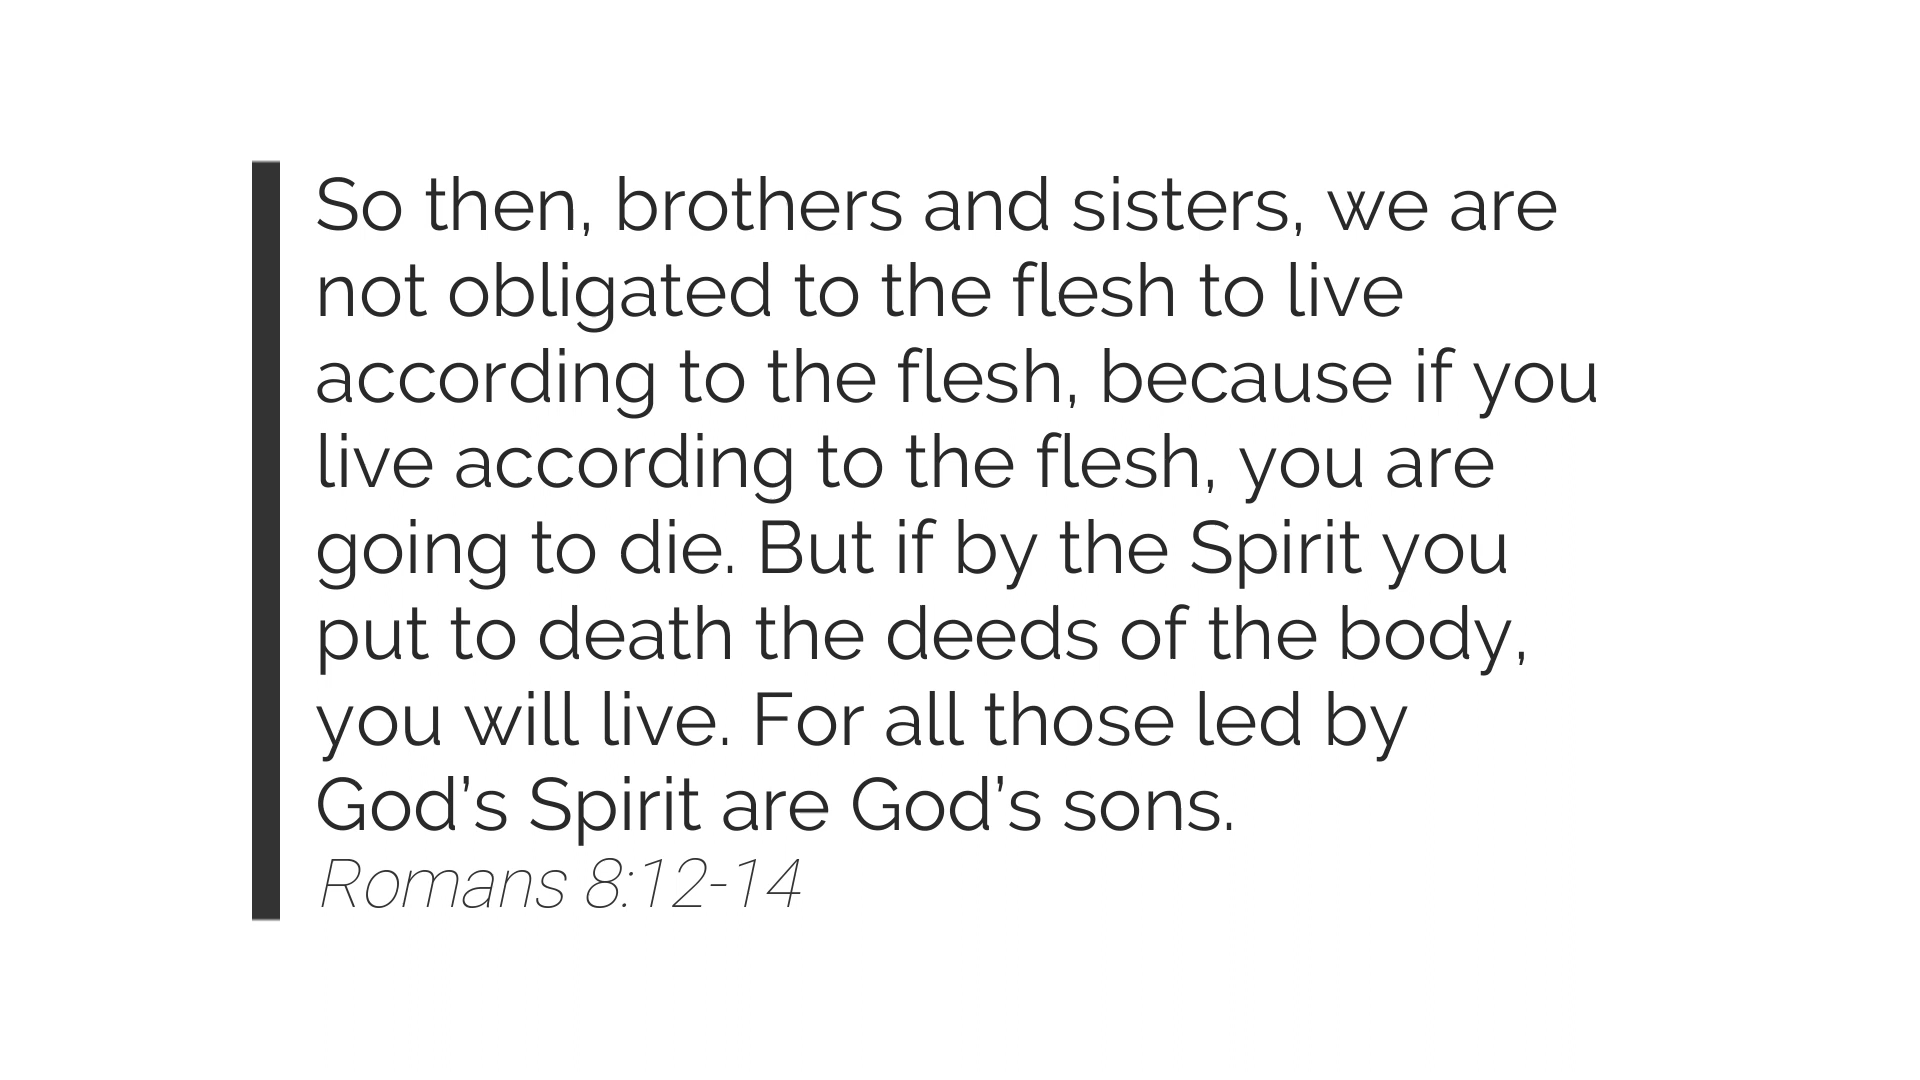 So then, brothers and sisters, we are
not obligated to the flesh to live
according to the flesh, because if you
live according to the flesh, you are
going to die. But if by the Spirit you
put to death the deeds of the body,
you will live. For all those led by
God’s Spirit are God’s sons.
Romans 8:12-14